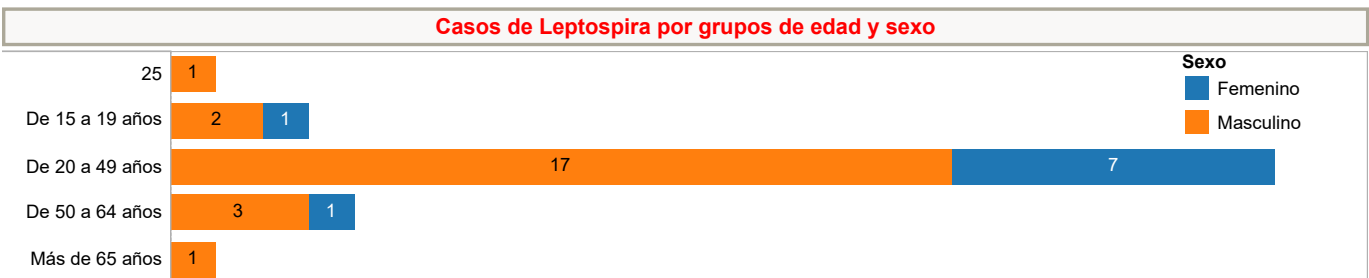 Casos de Leptospira por grupos de edad y sexo
Sexo
Femenino
Masculino
25 1
De 15 a 19 años 2 1
De 20 a 49 años 17 7
De 50 a 64 años 3 1
Más de 65 años 1